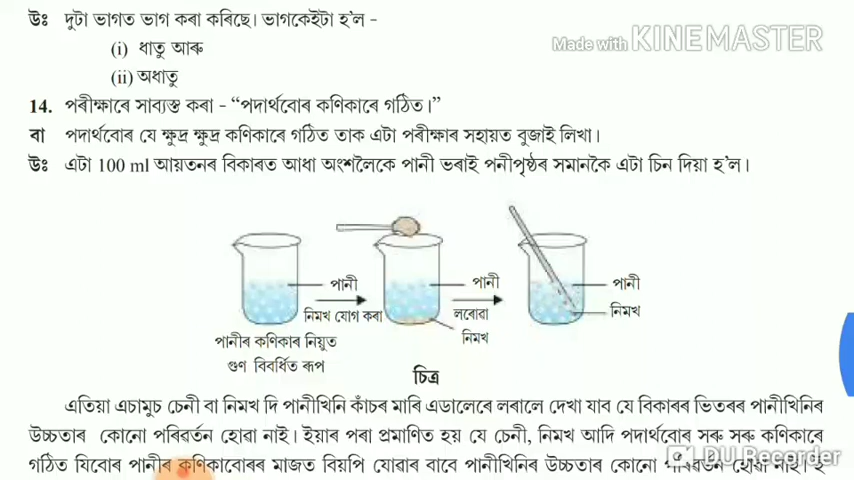 উঃ দুটা ভাগত ভাগ কৰা কৰিছে। ভাগকেইটা হ'ল -
Made with KINEMASTER
(i) ধাতু আৰু
(ii) অধাতু
14. পৰীক্ষাৰে সাব্যস্ত কৰা - “পদাৰ্থবোৰ কণিকাৰে গঠিত।”
বা পদাৰ্থবোৰ যে ক্ষুদ্ৰ ক্ষুদ্ৰ কণিকাৰে গঠিত তাক এটা পৰীক্ষাৰ সহায়ত বুজাই লিখা।
উঃ এটা 100 ml আয়তনৰ বিকাৰত আধা অংশলৈকে পানী ভৰাই পনীপৃষ্ঠৰ সমানকৈ এটা চিন দিয়া হ'ল।
পানী
নিমখ যোগ কৰা
পানী
লৰোৱা
নিমখ
পানী
নিমখ
পানীৰ কণিকাৰ নিযুত
গুণ বিবৰ্ধিত ৰূপ
চিত্ৰ
এতিয়া এচামুচ চেনী বা নিমখ দি পানীখিনি কাঁচৰ মাৰি এডালেৰে লৰালে দেখা যাব যে বিকাৰৰ ভিতৰৰ পানীখিনিৰ
উচ্চতাৰ কোনো পৰিৱৰ্তন হোৱা নাই। ইয়াৰ পৰা প্ৰমাণিত হয় যে চেনী, নিমখ আদি পদাৰ্থবোৰ সৰু সৰু কণিকাৰে
গঠিত যিবোৰ পানীৰ কণিকাবোৰৰ মাজত বিয়পি যোৱাৰ বাবে পানীখিনিৰ উচ্চতাৰ কোনো পৰিৱৰ্তন হোৱা নাই।
DU Recorder